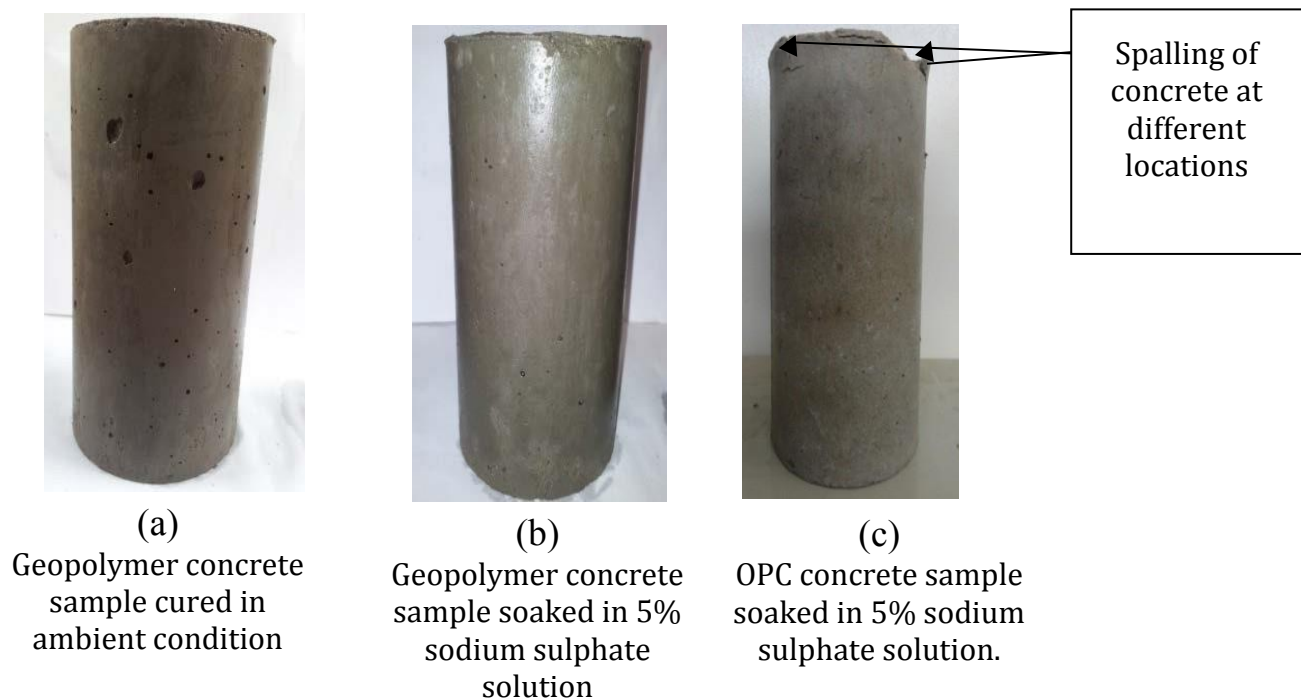 Spalling of
concrete at
different
locations
(a)
Geopolymer concrete
sample cured in
ambient condition
(b)
Geopolymer concrete
sample soaked in 5%
sodium sulphate
solution
(c)
OPC concrete sample
soaked in 5% sodium
sulphate solution.